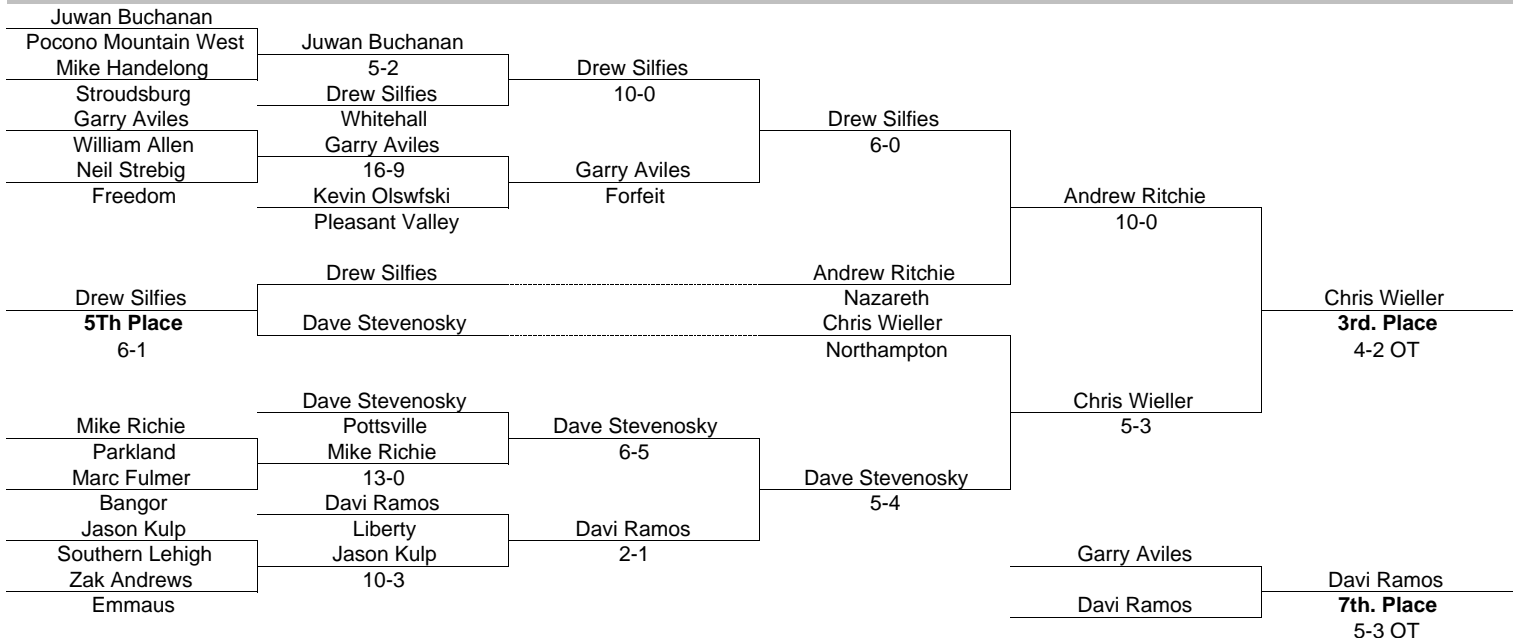 Juwan Buchanan
Pocono Mountain West Juwan Buchanan
Mike Handelong 5-2 Drew Silfies
Stroudsburg Drew Silfies 10-0
Garry Aviles Whitehall Drew Silfies
William Allen Garry Aviles 6-0
Neil Strebig 16-9 Garry Aviles
Freedom Kevin Olswfski Forfeit Andrew Ritchie
Pleasant Valley 10-0
Drew Silfies Andrew Ritchie
Drew Silfies Nazareth Chris Wieller
5Th Place Dave Stevenosky Chris Wieller 3rd. Place
6-1 Northampton 4-2 OT
Dave Stevenosky Chris Wieller
Mike Richie Pottsville Dave Stevenosky 5-3
Parkland Mike Richie 6-5
Marc Fulmer 13-0 Dave Stevenosky
Bangor Davi Ramos 5-4
Jason Kulp Liberty Davi Ramos
Southern Lehigh Jason Kulp 2-1 Garry Aviles
Zak Andrews 10-3 Davi Ramos
Emmaus Davi Ramos 7th. Place
5-3 OT